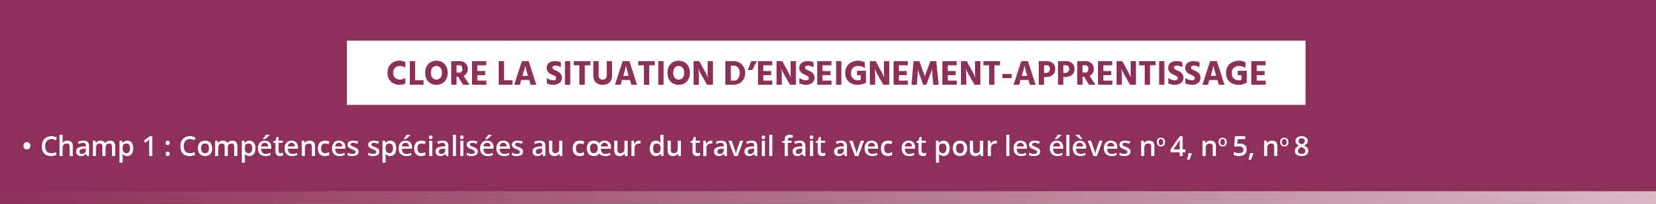 CLORE LA SITUATION D’ENSEIGNEMENT-APPRENTISSAGE
• Champ 1 : Compétences spécialisées au cœur du travail fait avec et pour les élèves nº 4, nº 5, nº 8